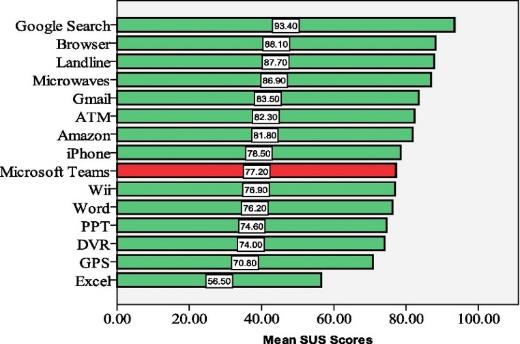 Google Search 93.40
Browser 88.10
Landline 87.70
Microwaves 86.90
Gmail 83.50
ATM 82.30
Amazon 81.80
iPhone 78.50
Microsoft Teams 77.20
Wii 76.90
Word 76.20
PPT 74.60
DVR 74.00
GPS 70.80
Excel 56.50
0.00 20.00 40.00 60.00 80.00 100.00
Mean SUS Scores